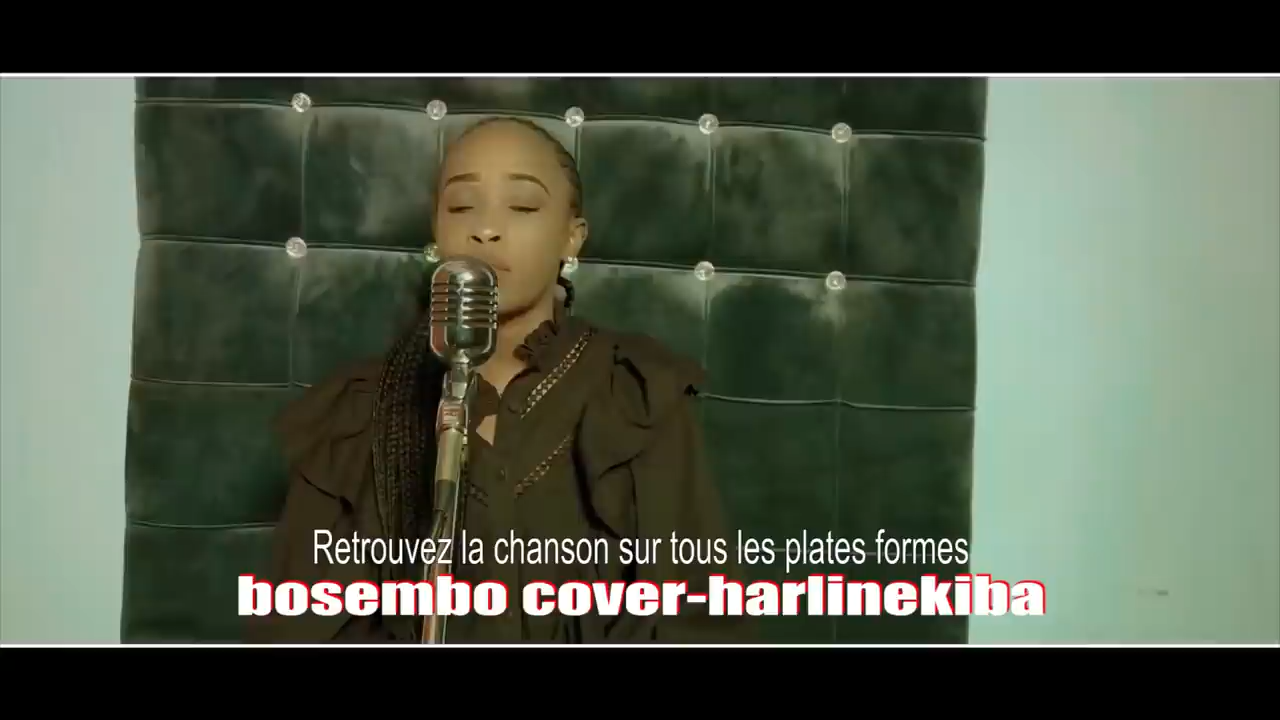 Retrouvez la chanson sur tous les plates formes
bosembo cover-harlinekiba